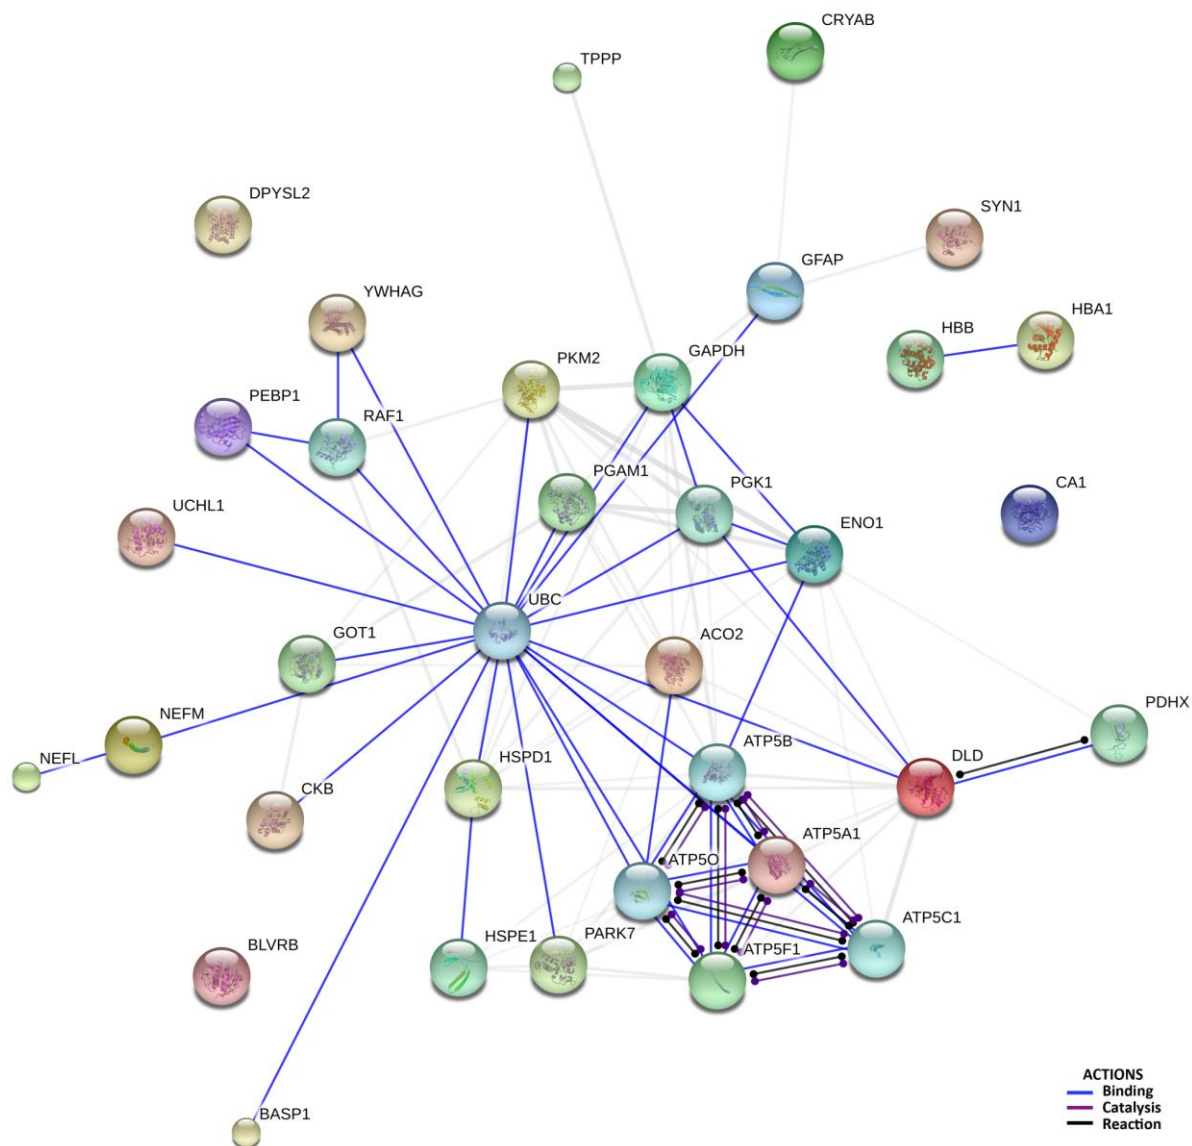 CRYAB
TPPP
DPYSL2
SYN1
GFAP
YWHAG
HBA1
HBB
GAPDH
PKM2
PEBP1
RAF1
PGAM1
PGK1
CA1
UCHL1
ENO1
UBC
GOT1
ACO2
PDHX
NEFM
ATP5B
DLD
HSPD1
NEFL
CKB
ATP5A1
ATP5O
ATP5C1
HSPE1
PARK7
ATP5F1
BLVRB
ACTIONS
Binding
Catalysis
BASP1
Reaction